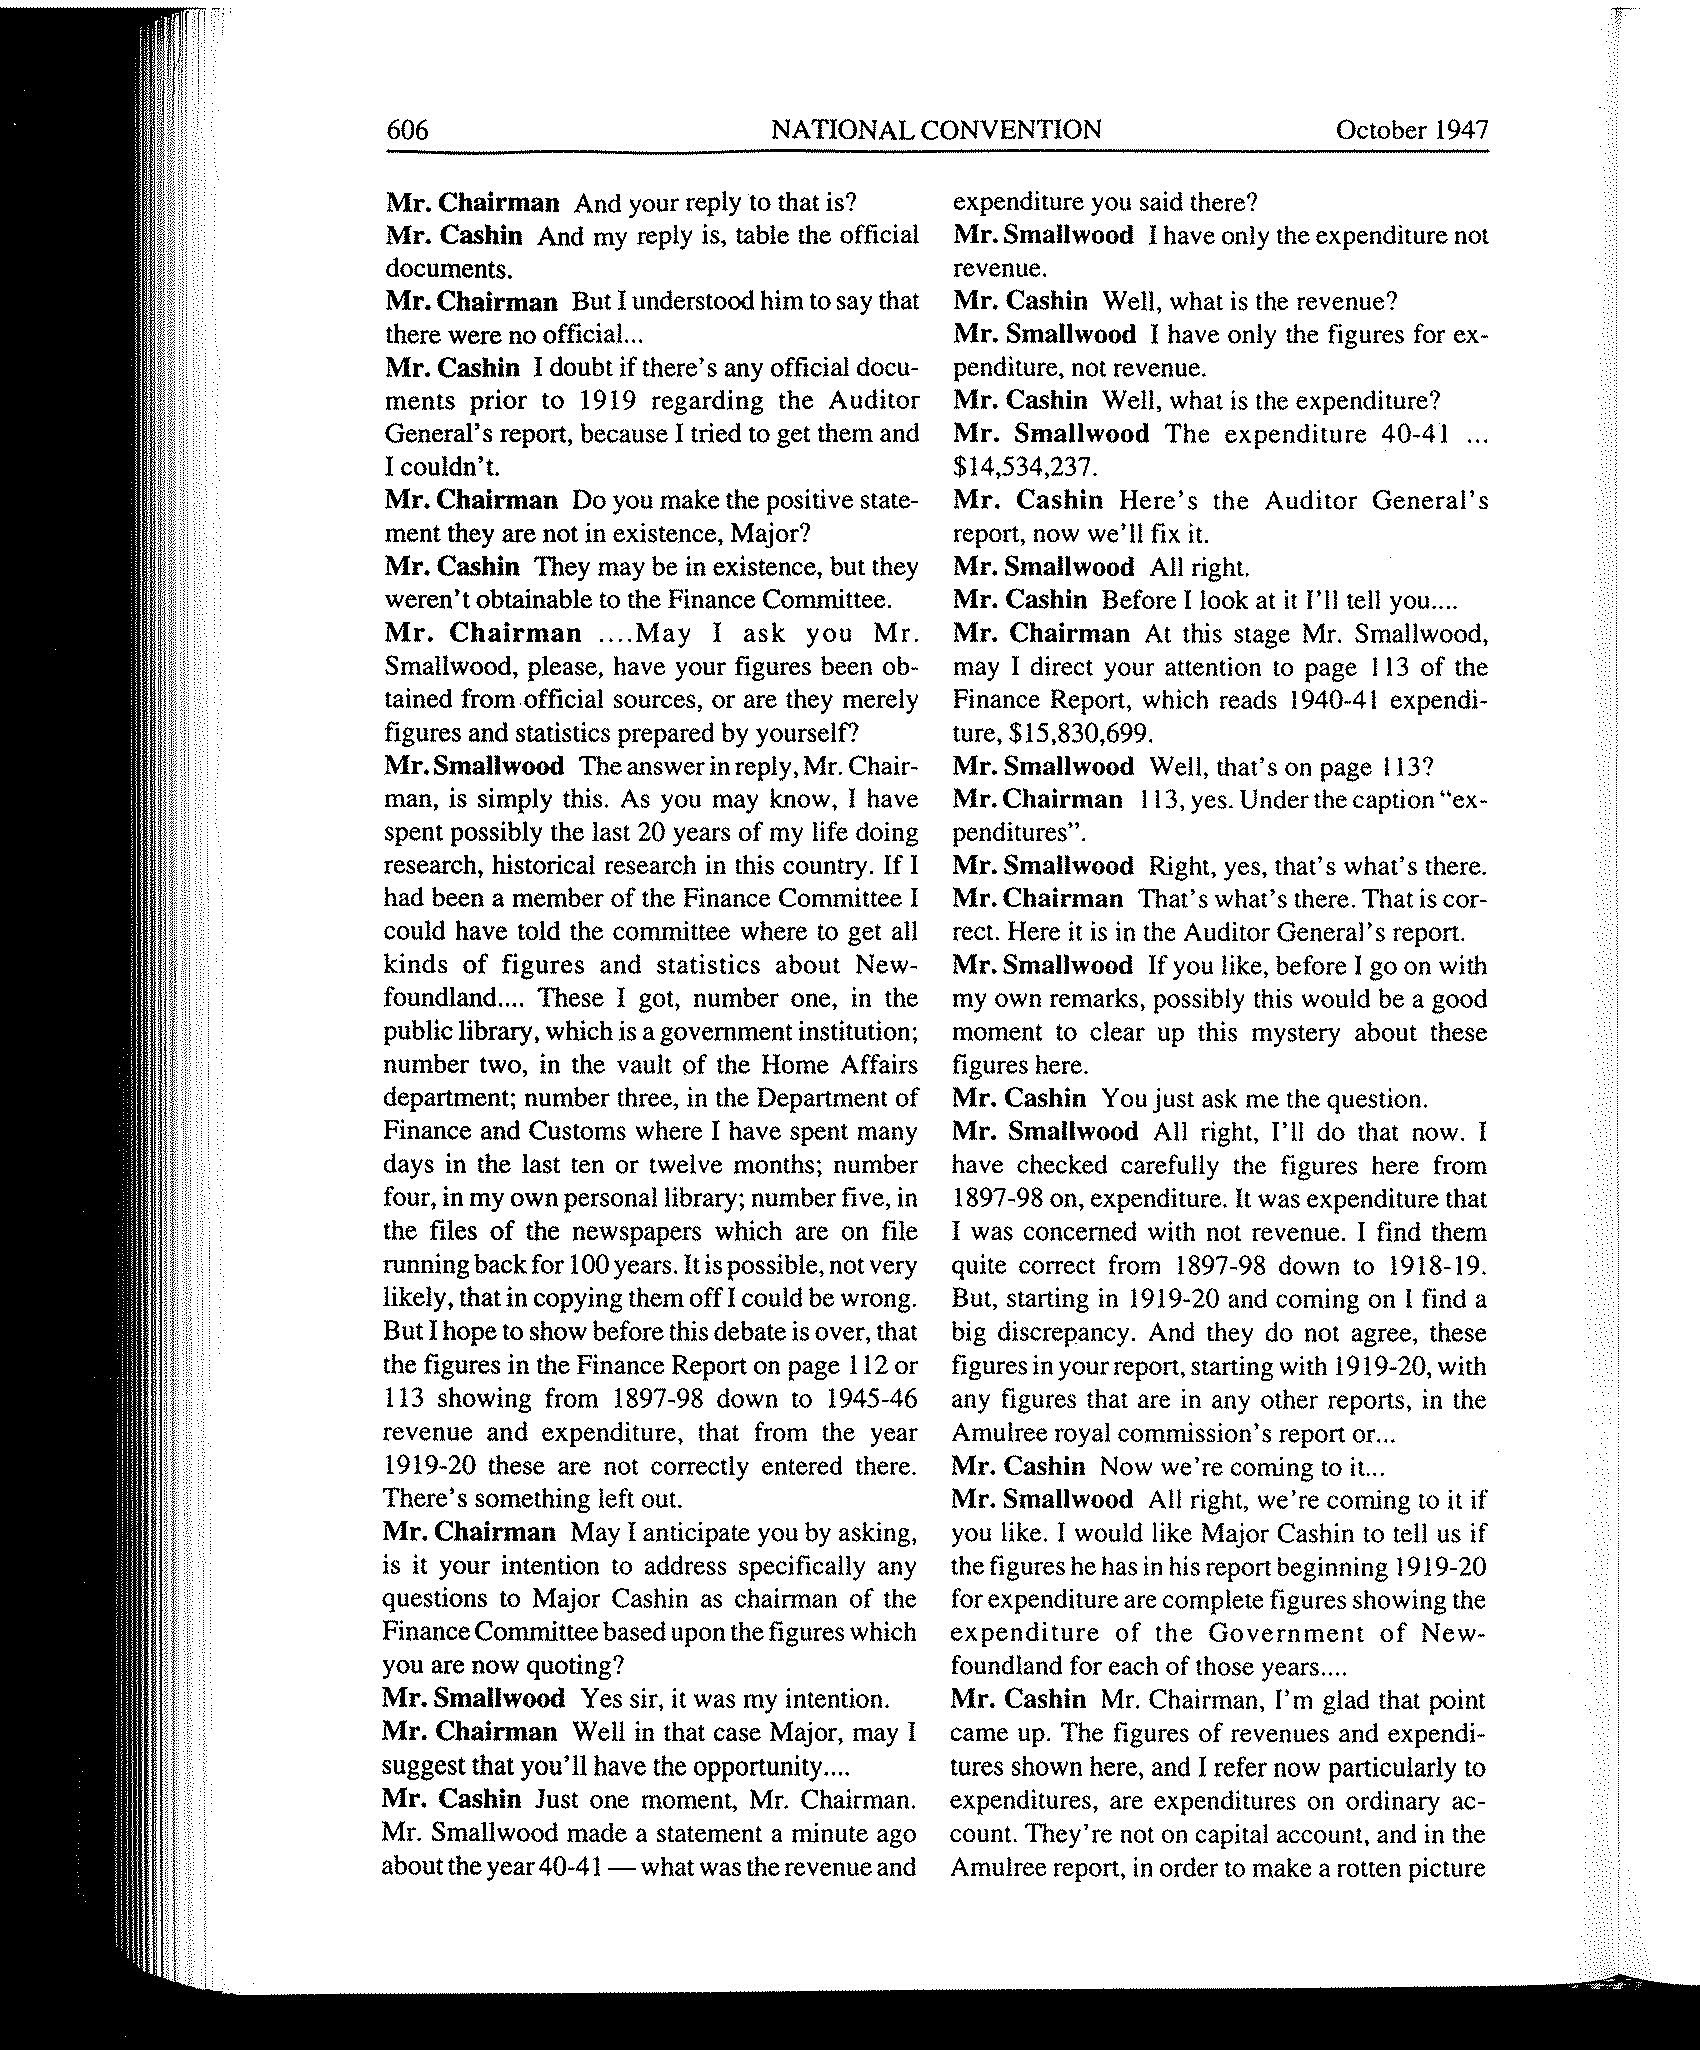 606 NATIONAL CONVENTION October 1947
Mr. Chairman And your reply to that is?
Mr. Cashin And my reply is, table the official
documents.
Mr. Chairman But I understood him to say that
there were no official...
Mr. Cashin I doubt if there's any official docu-
ments prior to 1919 regarding the Auditor
General's report, because I tried to get them and
I couldn't.
Mr. Chairman Do you make the positive state-
ment they are not in existence, Major?
Mr. Cashin They may be in existence, but they
weren't obtainable to the Finance Committee.
Mr. Chairman ....May I ask you Mr.
Smallwood, please, have your figures been ob-
tained from official sources, or are they merely
figures and statistics prepared by yourself?
Mr. Smallwood The answer in reply, Mr. Chair-
man, is simply this. As you may know, I have
spent possibly the last 20 years of my life doing
research, historical research in this country. If I
had been a member of the Finance Committee I
could have told the committee where to get all
kinds of figures and statistics about New-
foundland.... These I got, number one, in the
public library, which is a government institution;
number two, in the vault of the Home Affairs
department; number three, in the Department of
Finance and Customs where I have spent many
days in the last ten or twelve months; number
four, in my own personal library; number five, in
the files of the newspapers which are on file
running back for 100 years. It is possible, not very
likely, that in copying them off I could be wrong.
But I hope to show before this debate is over, that
the figures in the Finance Report on page 112 or
113 showing from 1897-98 down to 1945-46
revenue and expenditure, that from the year
1919-20 these are not correctly entered there.
There's something left out.
Mr. Chairman May I anticipate you by asking,
is it your intention to address specifically any
questions to Major Cashin as chairman of the
Finance Committee based upon the figures which
you are now quoting?
Mr. Smallwood Yes sir, it was my intention.
Mr. Chairman Well in that case Major, may I
suggest that you'll have the opportunity....
Mr. Cashin Just one moment, Mr. Chairman.
Mr. Smallwood made a statement a minute ago
about the year 40-41 — what was the revenue and
expenditure you said there?
Mr. Smallwood I have only the expenditure not
revenue.
Mr. Cashin Well, what is the revenue?
Mr. Smallwood I have only the figures for ex-
penditure, not revenue.
Mr. Cashin Well, what is the expenditure?
Mr. Smallwood The expenditure 40-41 ...
$14,534,237.
Mr. Cashin Here's the Auditor General's
report, now we'll fix it.
Mr. Smallwood All right.
Mr. Cashin Before I look at it I'll tell you....
Mr. Chairman At this stage Mr. Smallwood,
may I direct your attention to page 113 of the
Finance Report, which reads 1940-41 expendi-
ture, $15,830,699.
Mr. Smallwood Well, that's on page 113?
Mr. Chairman 113, yes. Under the caption "ex-
penditures".
Mr. Smallwood Right, yes, that's what's there.
Mr. Chairman That's what's there. That is cor-
rect. Here it is in the Auditor General's report.
Mr. Smallwood If you like, before I go on with
my own remarks, possibly this would be a good
moment to clear up this mystery about these
figures here.
Mr. Cashin You just ask me the question.
Mr. Smallwood All right, I'll do that now. I
have checked carefully the figures here from
1897-98 on, expenditure. It was expenditure that
I was concerned with not revenue. I find them
quite correct from 1897-98 down to 1918-19.
But, starting in 1919-20 and coming on I find a
big discrepancy. And they do not agree, these
figures in your report, starting with 1919-20, with
any figures that are in any other reports, in the
Amulree royal commission's report or...
Mr. Cashin Now we're coming to it...
Mr. Smallwood All right, we're coming to it if
you like. I would like Major Cashin to tell us if
the figures he has in his report beginning 1919-20
for expenditure are complete figures showing the
expenditure of the Government of New-
foundland for each of those years....
Mr. Cashin Mr. Chairman, I'm glad that point
came up. The figures of revenues and expendi-
tures shown here, and I refer now particularly to
expenditures, are expenditures on ordinary ac-
count. They're not on capital account, and in the
Amulree report, in order to make a rotten picture